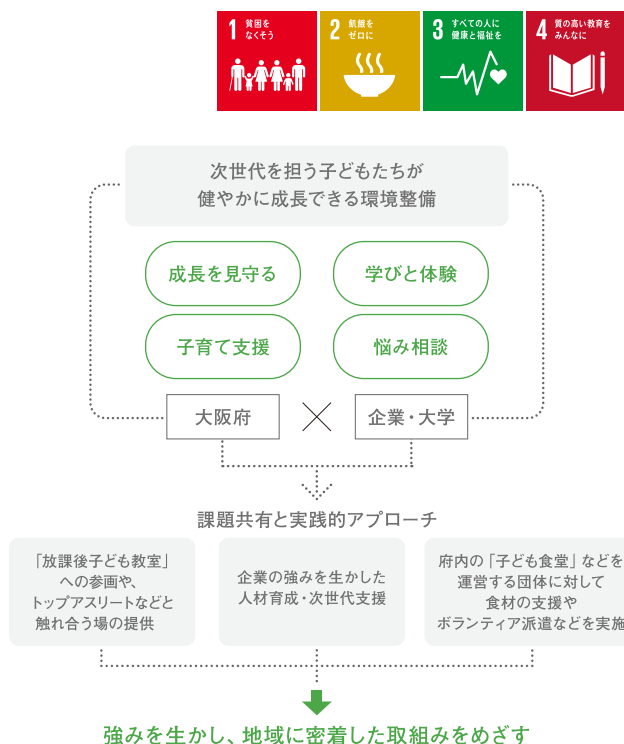 1 貧困を
なくそう
2 飢餓を
ゼロに
3 すべての人に
健康と福祉を
4 質の高い教育を
みんなに
次世代を担う子どもたちが
健やかに成長できる環境整備
成長を見守る
学びと体験
子育て支援
悩み相談
大阪府
企業・大学
課題共有と実践的アプローチ
「放課後子ども教室」
への参画や、
トップアスリートなどと
触れ合う場の提供
企業の強みを生かした
人材育成・次世代支援
府内の「子ども食堂」などを
運営する団体に対して
食材の支援や
ボランティア派遣などを実施
強みを生かし、地域に密着した取組みをめざす